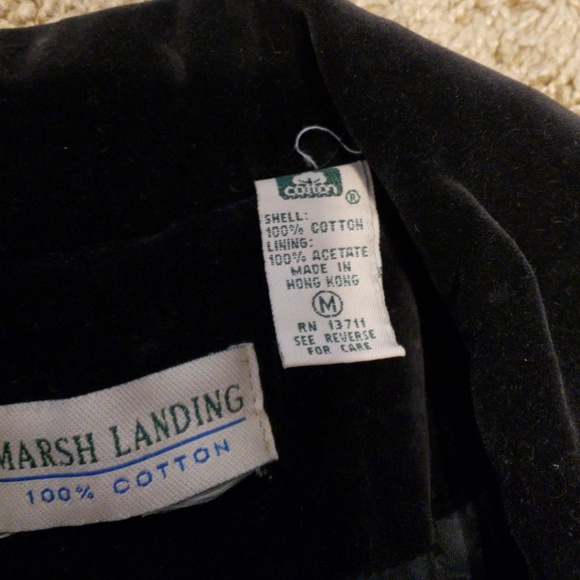 cotton
®
SHELL:
100% COTTON
LINING:
100% ACETATE
MADE IN
HONG KONG
M
RN 13711
SEE REVERSE
FOR CARE
MARSH LANDING
100% COTTON